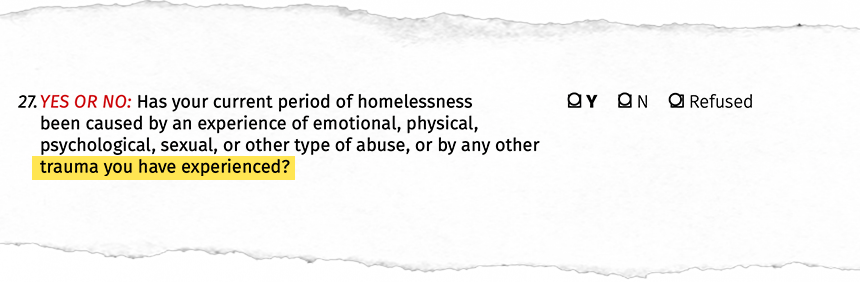 27. YES OR NO: Has your current period of homelessness Y N Refused
been caused by an experience of emotional, physical,
psychological, sexual, or other type of abuse, or by any other
trauma you have experienced?